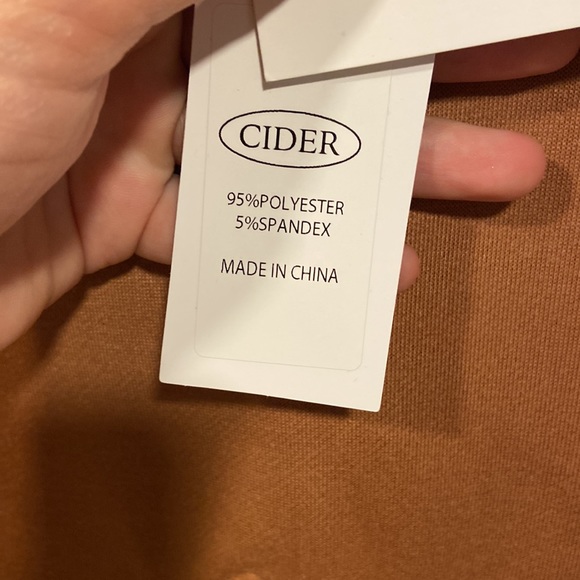 CIDER
95%POLYESTER
5%SPANDEX
MADE IN CHINA